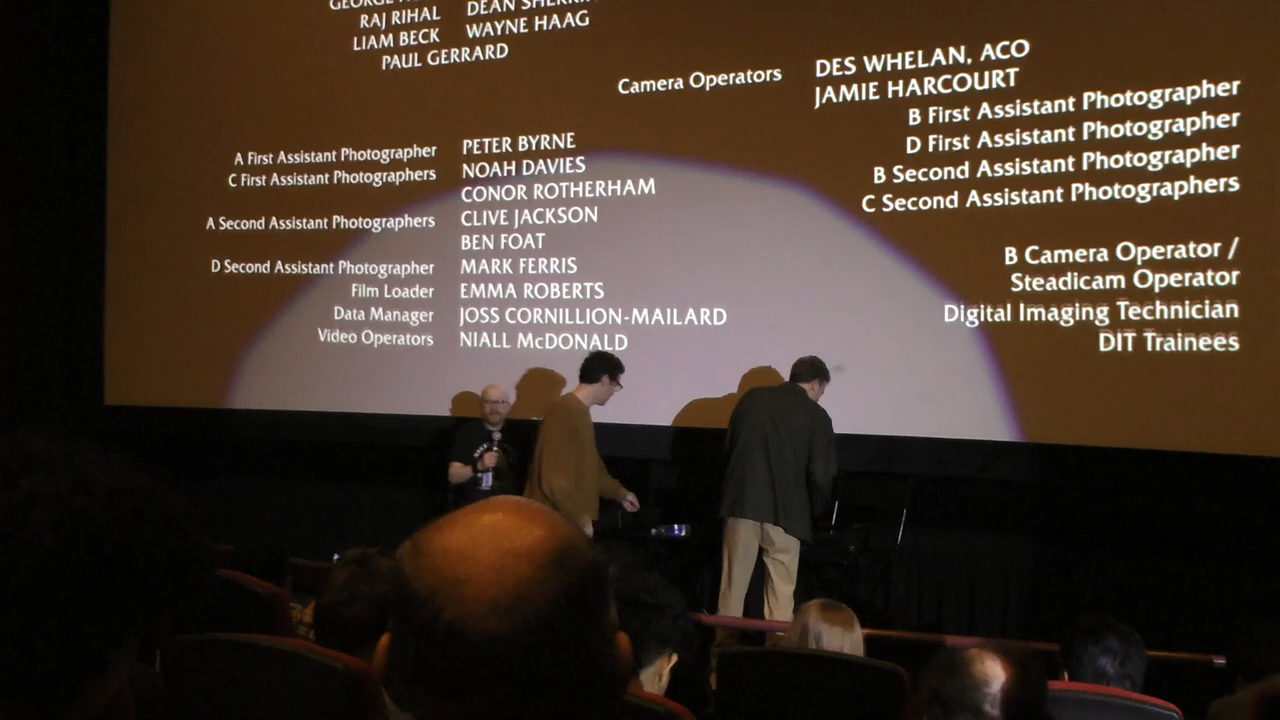 RAJ RIHAL
LIAM BECK WAYNE HAAG
PAUL GERRARD
Camera Operators DES WHELAN, ACO
JAMIE HARCOURT
B First Assistant Photographer
D First Assistant Photographer
B Second Assistant Photographer
C Second Assistant Photographers
B Camera Operator /
Steadicam Operator
Digital Imaging Technician
DIT Trainees
A First Assistant Photographer PETER BYRNE
C First Assistant Photographers NOAH DAVIES
CONOR ROTHERHAM
A Second Assistant Photographers CLIVE JACKSON
BEN FOAT
D Second Assistant Photographer MARK FERRIS
Film Loader EMMA ROBERTS
Data Manager JOSS CORNILLION-MAILARD
Video Operators NIALL McDONALD